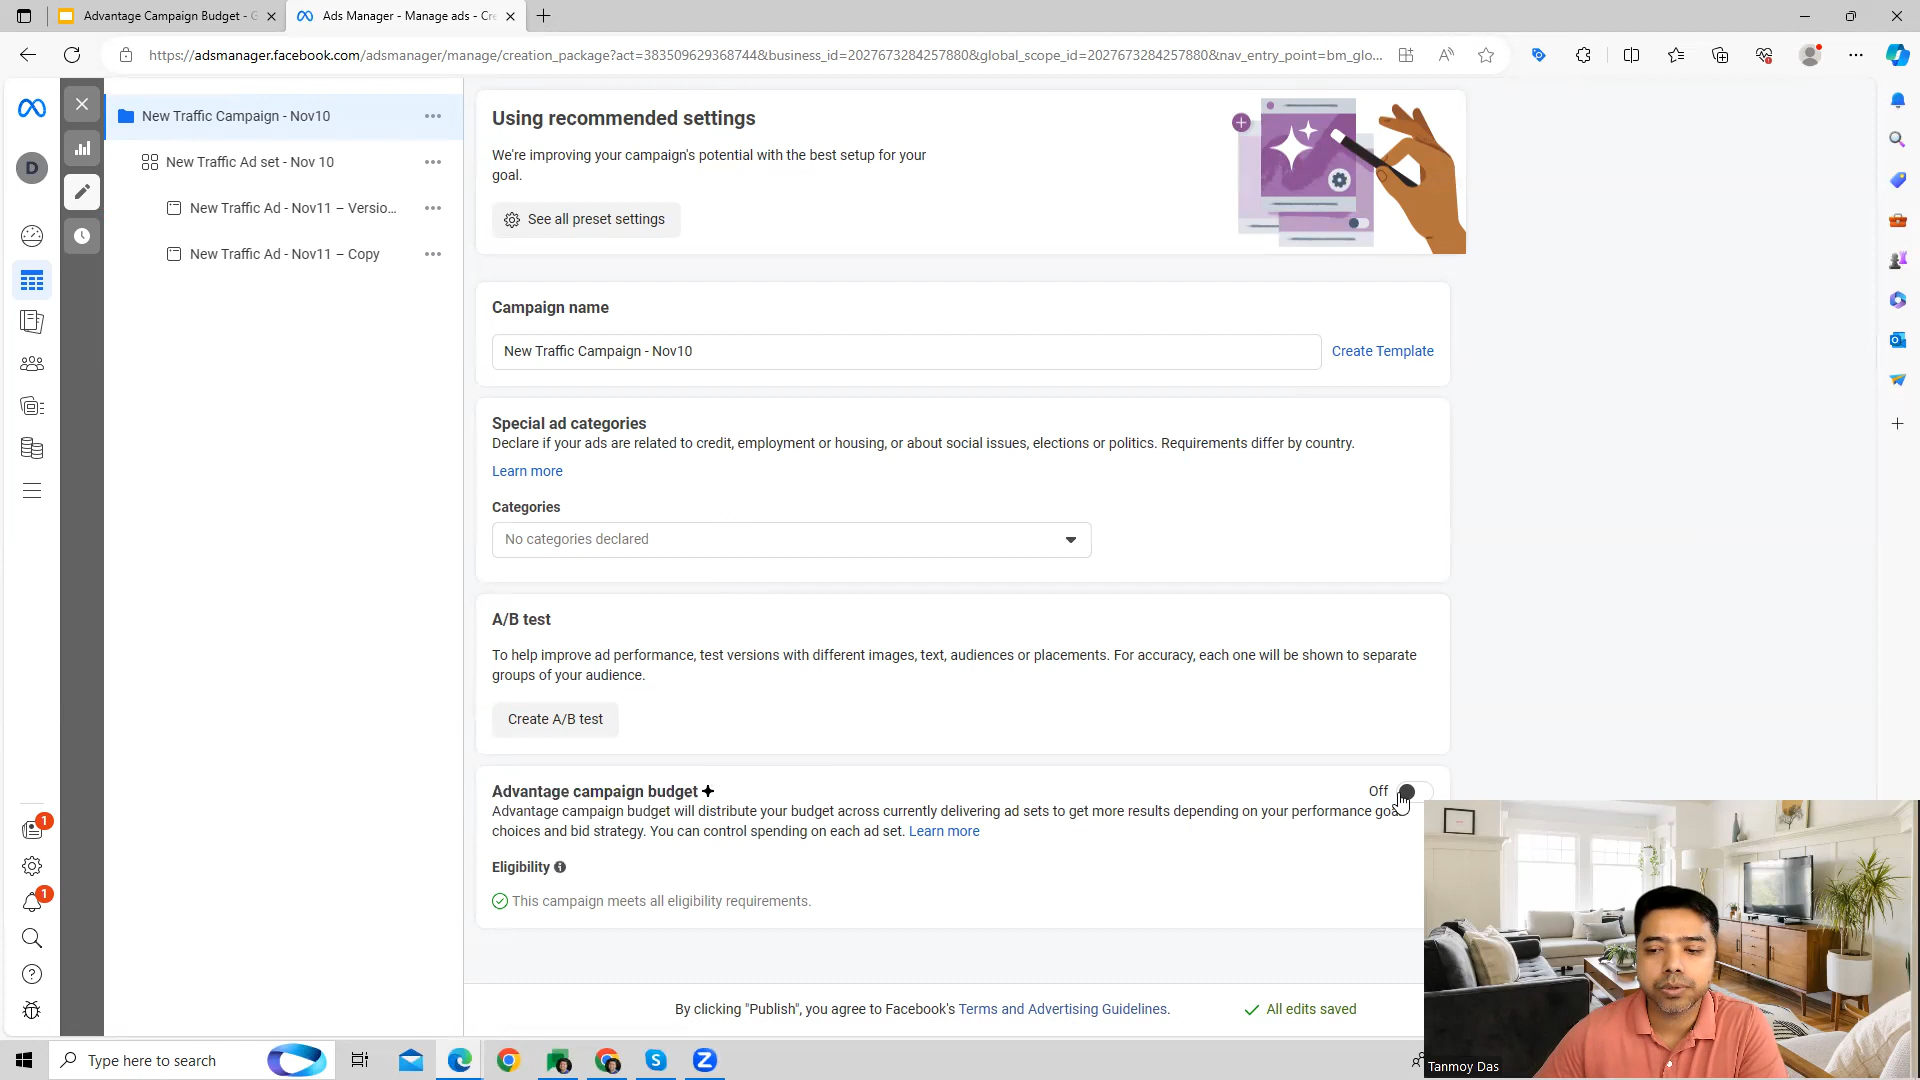 Advantage Campaign Budget - G
Ads Manager - Manage ads - Cre
https://adsmanager.facebook.com/adsmanager/manage/creation_package?act=383509629368744&business_id=2027673284257880&global_scope_id=2027673284257880&nav_entry_point=bm_glo...
D
New Traffic Campaign - Nov10
New Traffic Ad set - Nov 10
New Traffic Ad - Nov11 – Versio...
New Traffic Ad - Nov11 – Copy
Using recommended settings
We're improving your campaign's potential with the best setup for your
goal.
See all preset settings
Campaign name
New Traffic Campaign - Nov10
Create Template
Special ad categories
Declare if your ads are related to credit, employment or housing, or about social issues, elections or politics. Requirements differ by country.
Learn more
Categories
No categories declared
A/B test
To help improve ad performance, test versions with different images, text, audiences or placements. For accuracy, each one will be shown to separate
groups of your audience.
Create A/B test
Advantage campaign budget
Off
Advantage campaign budget will distribute your budget across currently delivering ad sets to get more results depending on your performance goa
choices and bid strategy. You can control spending on each ad set. Learn more
Eligibility
This campaign meets all eligibility requirements.
1
1
By clicking "Publish", you agree to Facebook's Terms and Advertising Guidelines.
All edits saved
Type here to search
Tanmoy Das